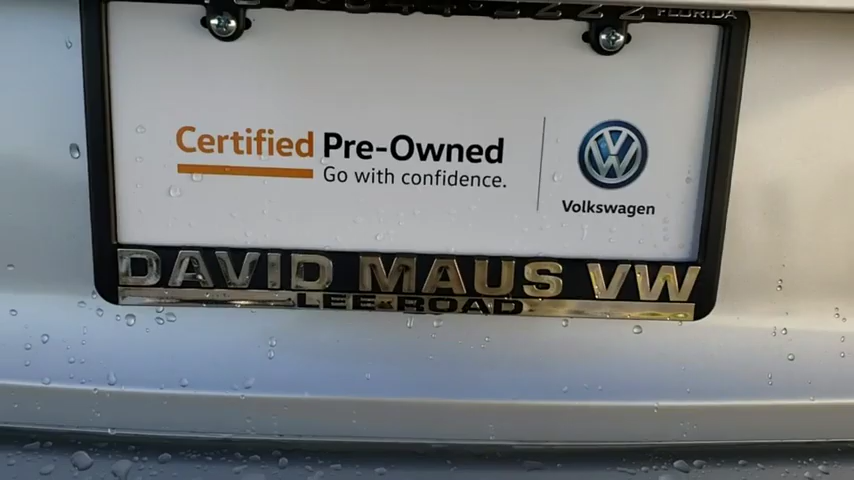 FLORIDA
Certified Pre-Owned
Go with confidence.
Volkswagen
DAVID MAUS VW
LEE ROAD